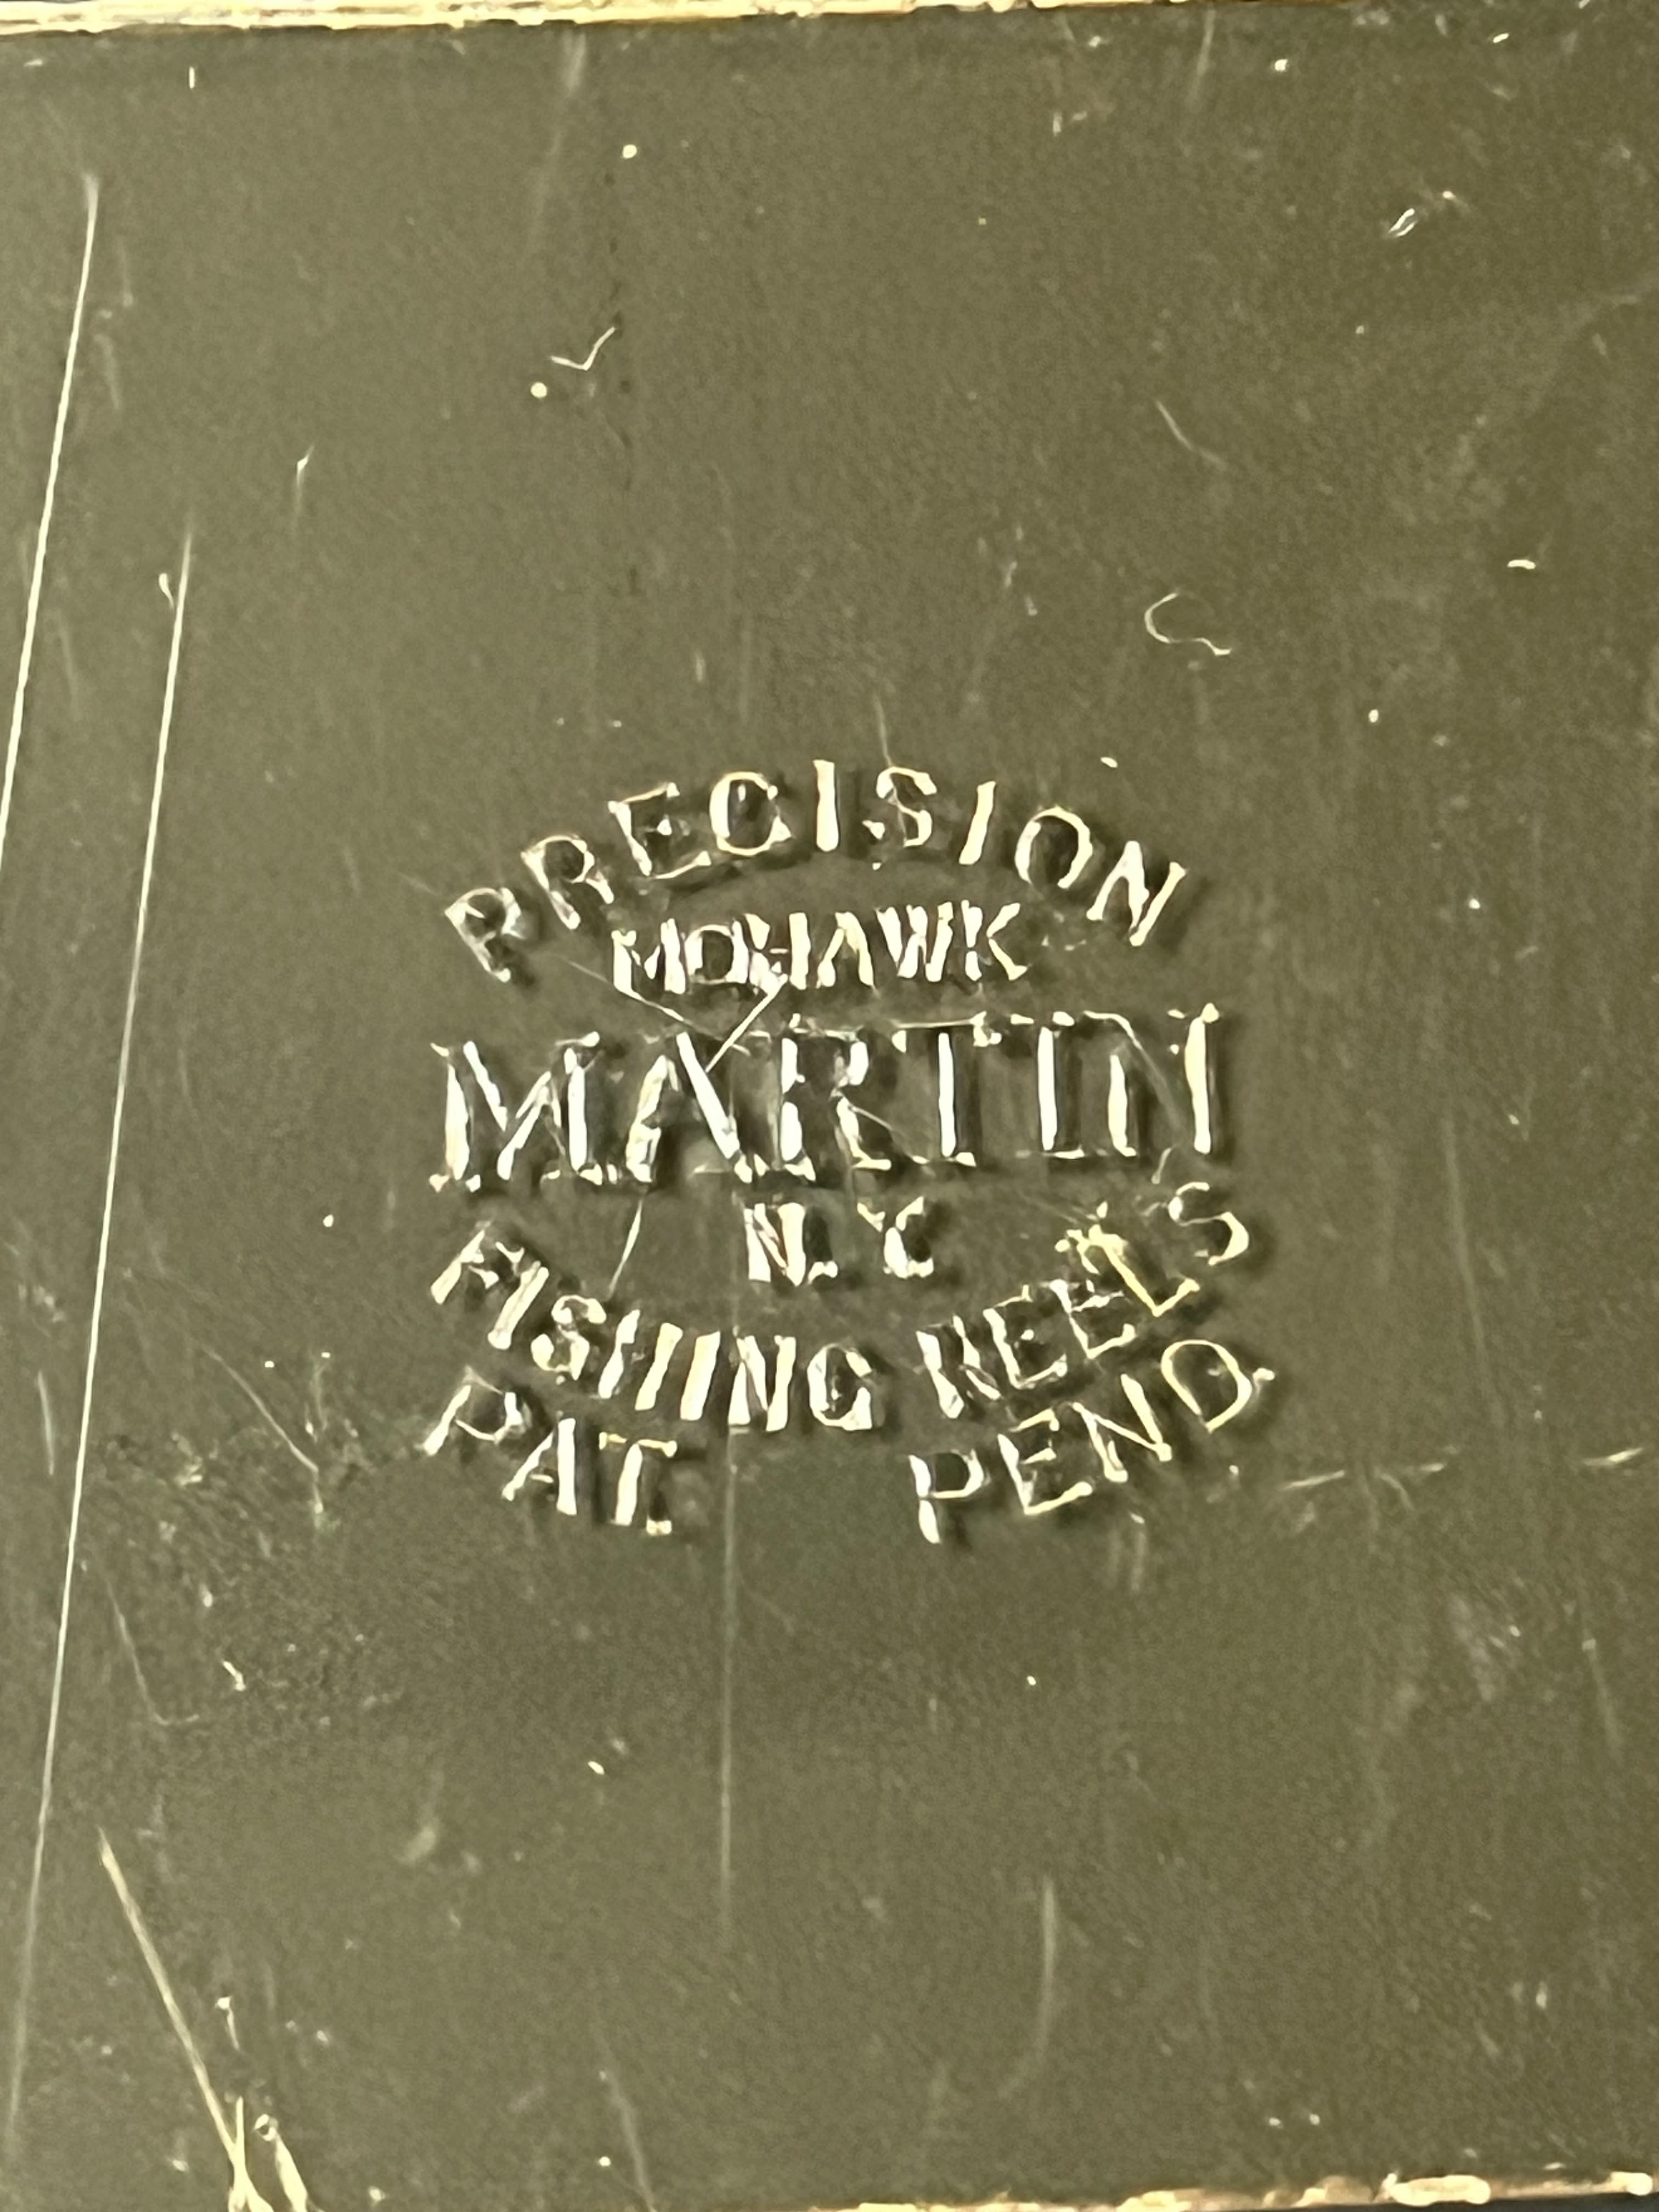 PRECISION
MOHAWK
MARTIN
N.Y.
FISHING REELS
PAT. PEND.